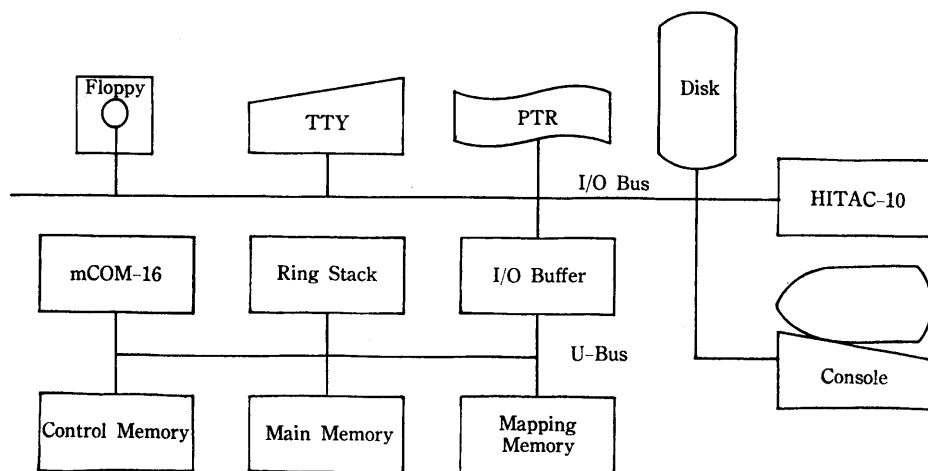 Floppy
TTY
PTR
Disk
I/O Bus
HITAC-10
mCOM-16
Ring Stack
I/O Buffer
U-Bus
Console
Control Memory
Main Memory
Mapping
Memory